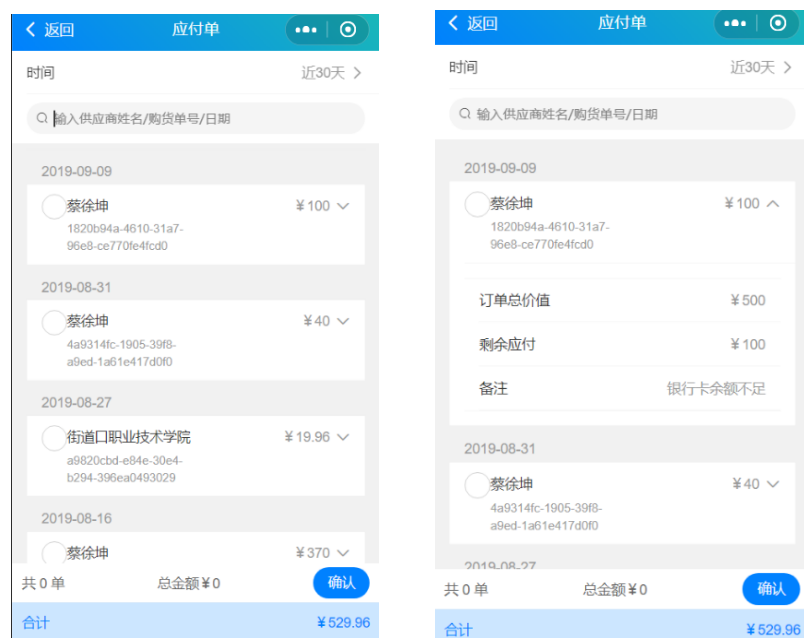 返回
应付单
时间
近30天
输入供应商姓名/购货单号/日期
2019-09-09
蔡徐坤
¥100
1820b94a-4610-31a7-
96e8-ce770fe4fcd0
2019-08-31
蔡徐坤
¥40
4a9314fc-1905-39f8-
a9ed-1a61e417d0f0
2019-08-27
街道口职业技术学院
¥19.96
a9820cbd-e84e-30e4-
b294-396ea0493029
2019-08-16
蔡徐坤
¥370
共0单
总金额¥0
确认
合计
¥529.96
返回
应付单
时间
近30天
输入供应商姓名/购货单号/日期
2019-09-09
蔡徐坤
¥100
1820b94a-4610-31a7-
96e8-ce770fe4fcd0
订单总价值
¥500
剩余应付
¥100
备注
银行卡余额不足
2019-08-31
蔡徐坤
¥40
4a9314fc-1905-39f8-
a9ed-1a61e417d0f0
2019-08-27
共0单
总金额¥0
确认
合计
¥529.96